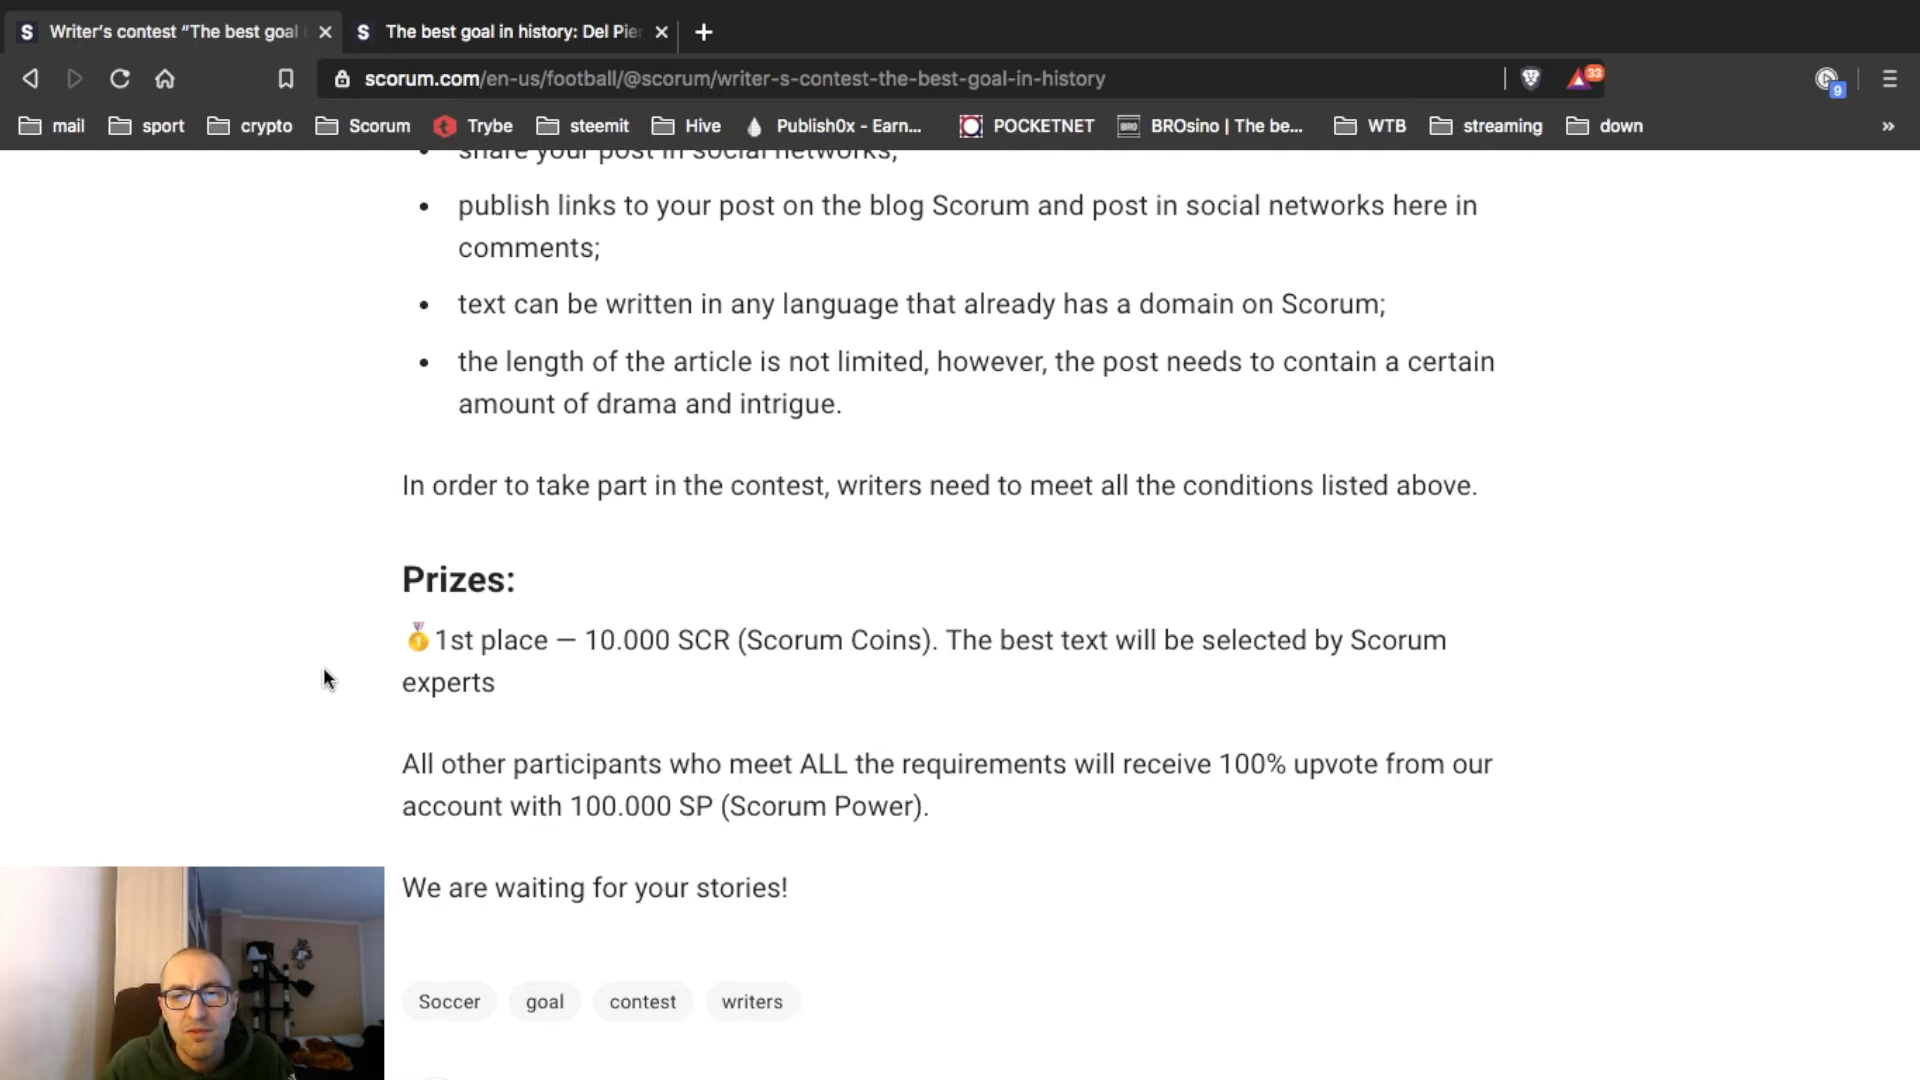 Writer's contest “The best goal i
The best goal in history: Del Pier
scorum.com/en-us/football/@scorum/writer-s-contest-the-best-goal-in-history
33
9
mail sport crypto Scorum Trybe steemit Hive Publish0x - Earn... POCKETNET BROsino | The be... WTB streaming down
share your post in social networks;
publish links to your post on the blog Scorum and post in social networks here in
comments;
text can be written in any language that already has a domain on Scorum;
the length of the article is not limited, however, the post needs to contain a certain
amount of drama and intrigue.
In order to take part in the contest, writers need to meet all the conditions listed above.
Prizes:
🥇1st place — 10.000 SCR (Scorum Coins). The best text will be selected by Scorum
experts
All other participants who meet ALL the requirements will receive 100% upvote from our
account with 100.000 SP (Scorum Power).
We are waiting for your stories!
Soccer goal contest writers